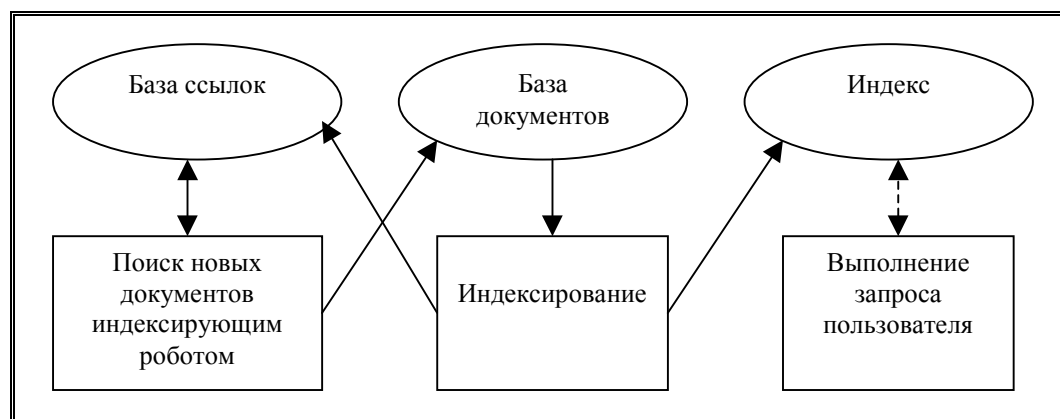 База ссылок
База
документов
Индекс
Поиск новых
документов
индексирующим
роботом
Индексирование
Выполнение
запроса
пользователя